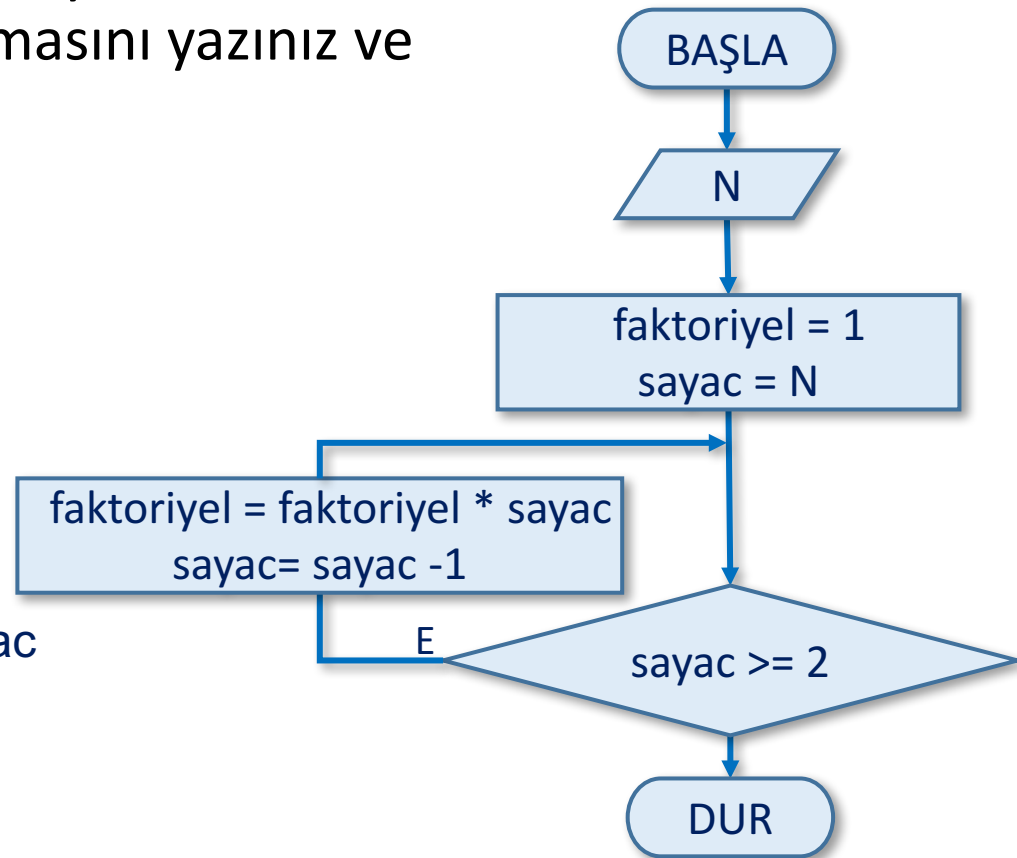 masını yazınız ve
BAŞLA
N
faktoriyel = 1
sayac = N
faktoriyel = faktoriyel * sayac
sayac= sayac -1
ac
E
sayac >= 2
DUR